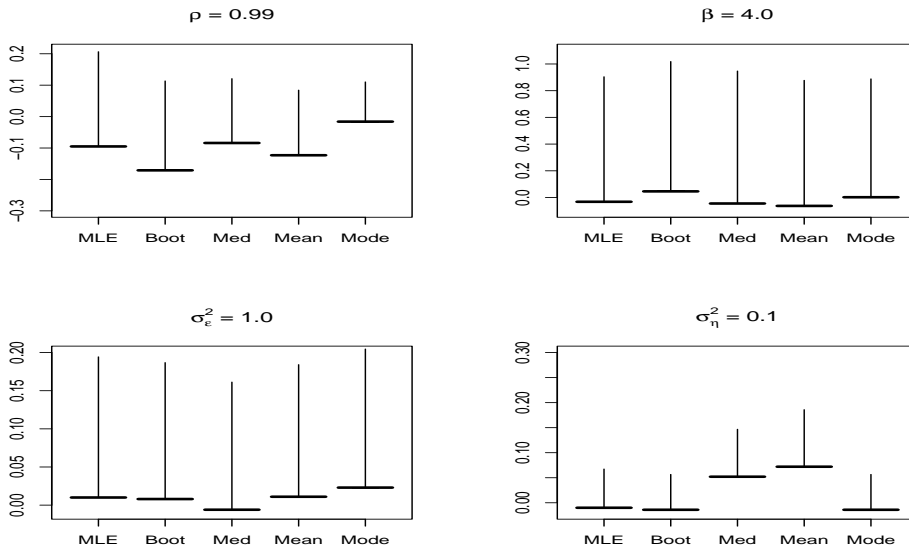 ρ = 0.99
0.2
0.1
0.0
−0.1
−0.3
MLE Boot Med Mean Mode
β = 4.0
1.0
0.8
0.6
0.4
0.2
0.0
MLE Boot Med Mean Mode
σ²ε = 1.0
0.20
0.15
0.10
0.05
0.00
MLE Boot Med Mean Mode
σ²η = 0.1
0.30
0.20
0.10
0.00
MLE Boot Med Mean Mode